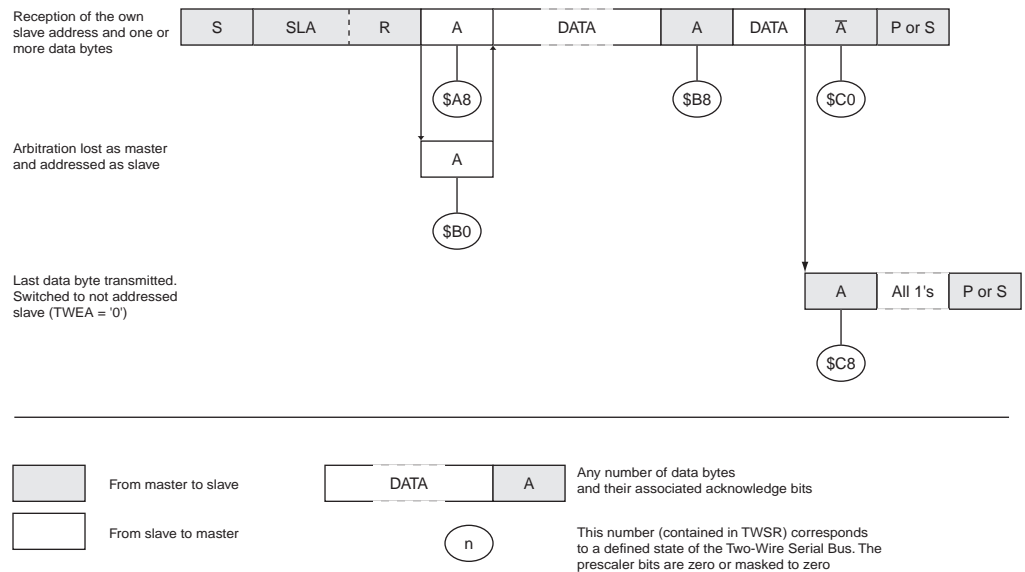 Reception of the own
slave address and one or
more data bytes
S SLA R A DATA A DATA A̅ P or S
$A8 $B8 $C0
Arbitration lost as master
and addressed as slave
A
$B0
Last data byte transmitted.
Switched to not addressed
slave (TWEA = '0')
A All 1's P or S
$C8
From master to slave
DATA A
Any number of data bytes
and their associated acknowledge bits
From slave to master
n
This number (contained in TWSR) corresponds
to a defined state of the Two-Wire Serial Bus. The
prescaler bits are zero or masked to zero